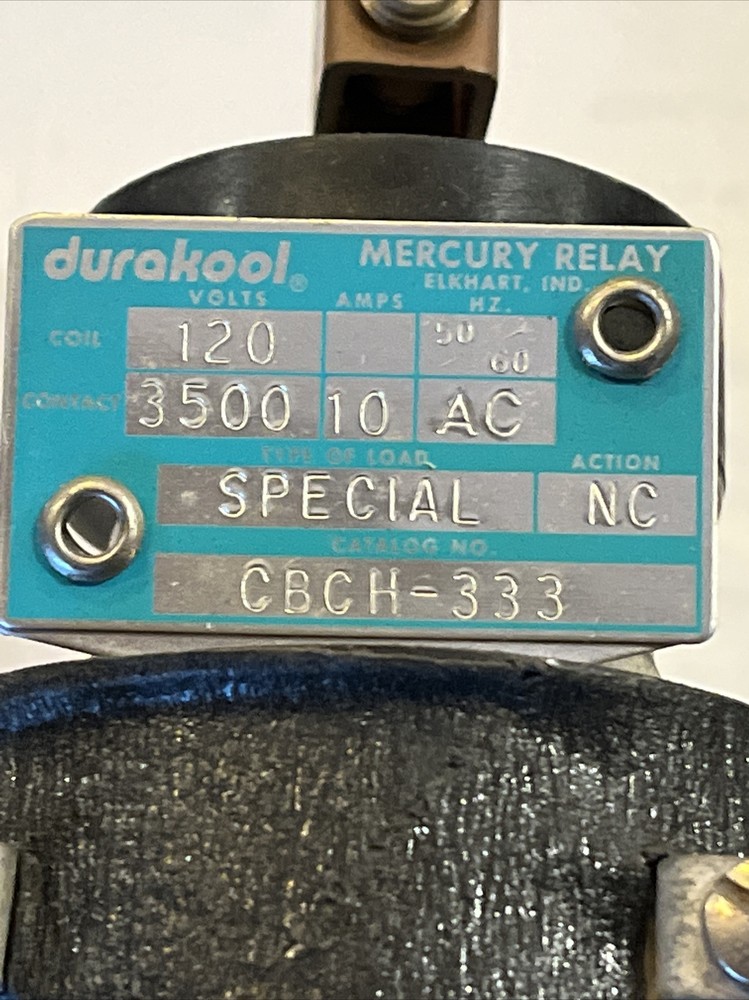 durakool® MERCURY RELAY
ELKHART, IND.
VOLTS AMPS HZ.
COIL 120 50/60
CONTACT 3500 10 AC
TYPE OF LOAD ACTION
SPECIAL NC
CATALOG NO.
CBCH-333